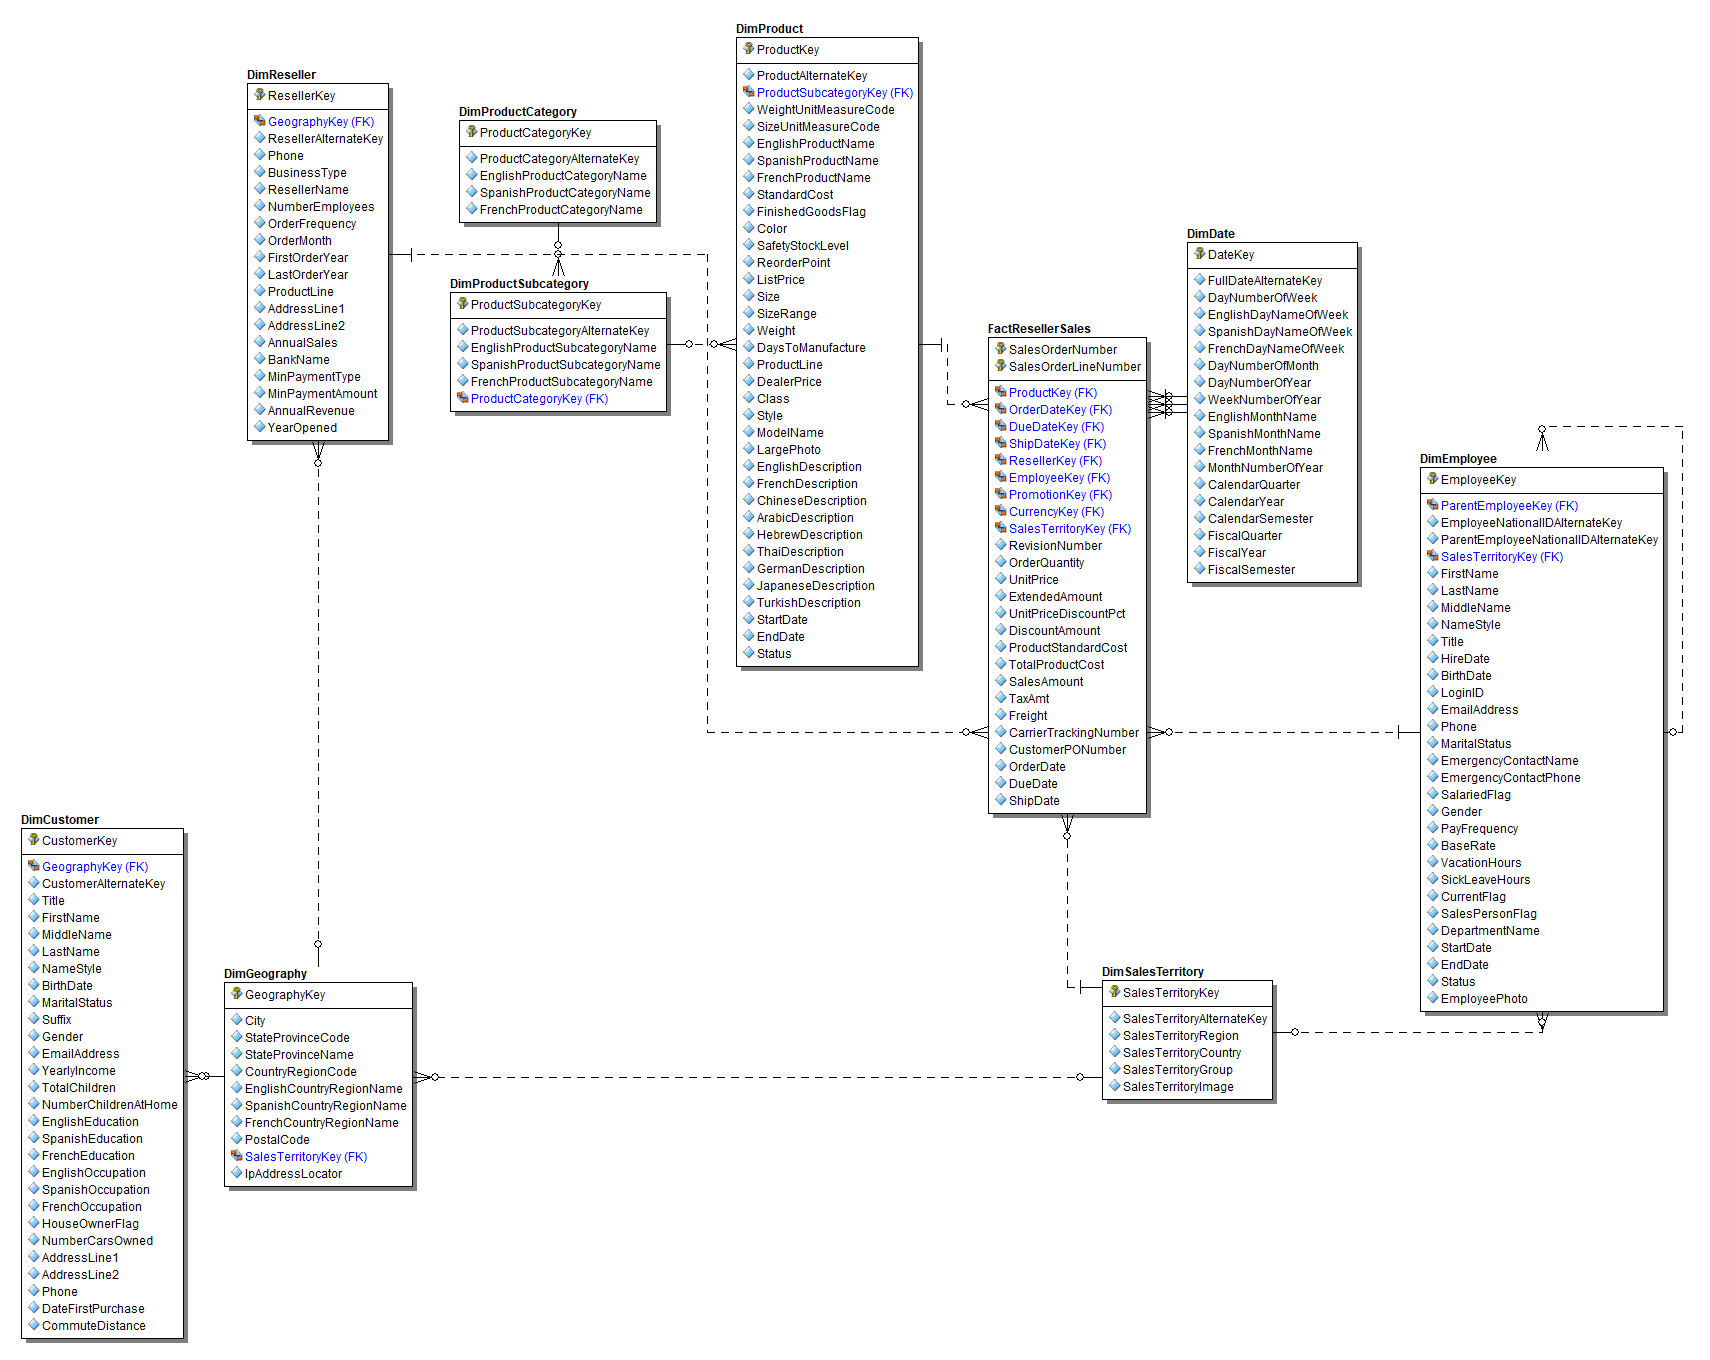 DimProduct
ProductKey
ProductAlternateKey
ProductSubcategoryKey (FK)
WeightUnitMeasureCode
SizeUnitMeasureCode
EnglishProductName
SpanishProductName
FrenchProductName
StandardCost
FinishedGoodsFlag
Color
SafetyStockLevel
ReorderPoint
ListPrice
Size
SizeRange
Weight
DaysToManufacture
ProductLine
DealerPrice
Class
Style
ModelName
LargePhoto
EnglishDescription
FrenchDescription
ChineseDescription
ArabicDescription
HebrewDescription
ThaiDescription
GermanDescription
JapaneseDescription
TurkishDescription
StartDate
EndDate
Status
DimReseller
ResellerKey
GeographyKey (FK)
ResellerAlternateKey
Phone
BusinessType
ResellerName
NumberEmployees
OrderFrequency
OrderMonth
FirstOrderYear
LastOrderYear
ProductLine
AddressLine1
AddressLine2
AnnualSales
BankName
MinPaymentType
MinPaymentAmount
AnnualRevenue
YearOpened
DimProductCategory
ProductCategoryKey
ProductCategoryAlternateKey
EnglishProductCategoryName
SpanishProductCategoryName
FrenchProductCategoryName
DimProductSubcategory
ProductSubcategoryKey
ProductSubcategoryAlternateKey
EnglishProductSubcategoryName
SpanishProductSubcategoryName
FrenchProductSubcategoryName
ProductCategoryKey (FK)
DimDate
DateKey
FullDateAlternateKey
DayNumberOfWeek
EnglishDayNameOfWeek
SpanishDayNameOfWeek
FrenchDayNameOfWeek
DayNumberOfMonth
DayNumberOfYear
WeekNumberOfYear
EnglishMonthName
SpanishMonthName
FrenchMonthName
MonthNumberOfYear
CalendarQuarter
CalendarYear
CalendarSemester
FiscalQuarter
FiscalYear
FiscalSemester
FactResellerSales
SalesOrderNumber
SalesOrderLineNumber
ProductKey (FK)
OrderDateKey (FK)
DueDateKey (FK)
ShipDateKey (FK)
ResellerKey (FK)
EmployeeKey (FK)
PromotionKey (FK)
CurrencyKey (FK)
SalesTerritoryKey (FK)
RevisionNumber
OrderQuantity
UnitPrice
ExtendedAmount
UnitPriceDiscountPct
DiscountAmount
ProductStandardCost
TotalProductCost
SalesAmount
TaxAmt
Freight
CarrierTrackingNumber
CustomerPONumber
OrderDate
DueDate
ShipDate
DimEmployee
EmployeeKey
ParentEmployeeKey (FK)
EmployeeNationalIDAlternateKey
ParentEmployeeNationalIDAlternateKey
SalesTerritoryKey (FK)
FirstName
LastName
MiddleName
NameStyle
Title
HireDate
BirthDate
LoginID
EmailAddress
Phone
MaritalStatus
EmergencyContactName
EmergencyContactPhone
SalariedFlag
Gender
PayFrequency
BaseRate
VacationHours
SickLeaveHours
CurrentFlag
SalesPersonFlag
DepartmentName
StartDate
EndDate
Status
EmployeePhoto
DimCustomer
CustomerKey
GeographyKey (FK)
CustomerAlternateKey
Title
FirstName
MiddleName
LastName
NameStyle
BirthDate
MaritalStatus
Suffix
Gender
EmailAddress
YearlyIncome
TotalChildren
NumberChildrenAtHome
EnglishEducation
SpanishEducation
FrenchEducation
EnglishOccupation
SpanishOccupation
FrenchOccupation
HouseOwnerFlag
NumberCarsOwned
AddressLine1
AddressLine2
Phone
DateFirstPurchase
CommuteDistance
DimGeography
GeographyKey
City
StateProvinceCode
StateProvinceName
CountryRegionCode
EnglishCountryRegionName
SpanishCountryRegionName
FrenchCountryRegionName
PostalCode
SalesTerritoryKey (FK)
IpAddressLocator
DimSalesTerritory
SalesTerritoryKey
SalesTerritoryAlternateKey
SalesTerritoryRegion
SalesTerritoryCountry
SalesTerritoryGroup
SalesTerritoryImage